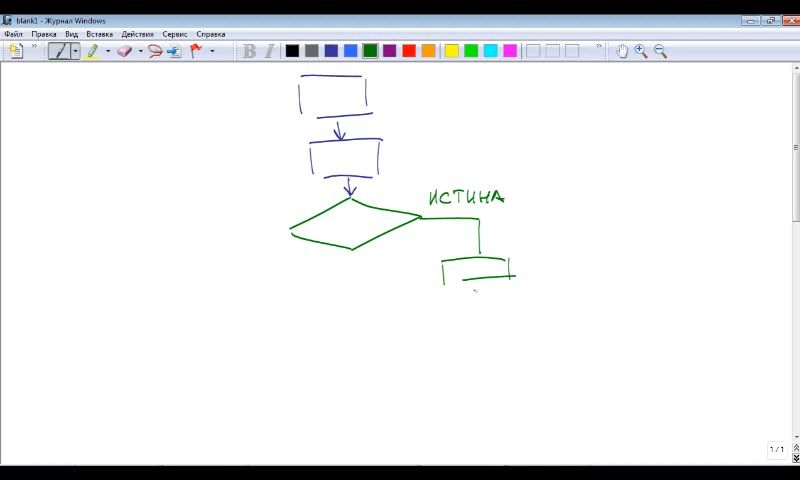 blank1 - Журнал Windows
Файл Правка Вид Вставка Действия Сервис Справка
B I
ИСТИНА
1 / 1